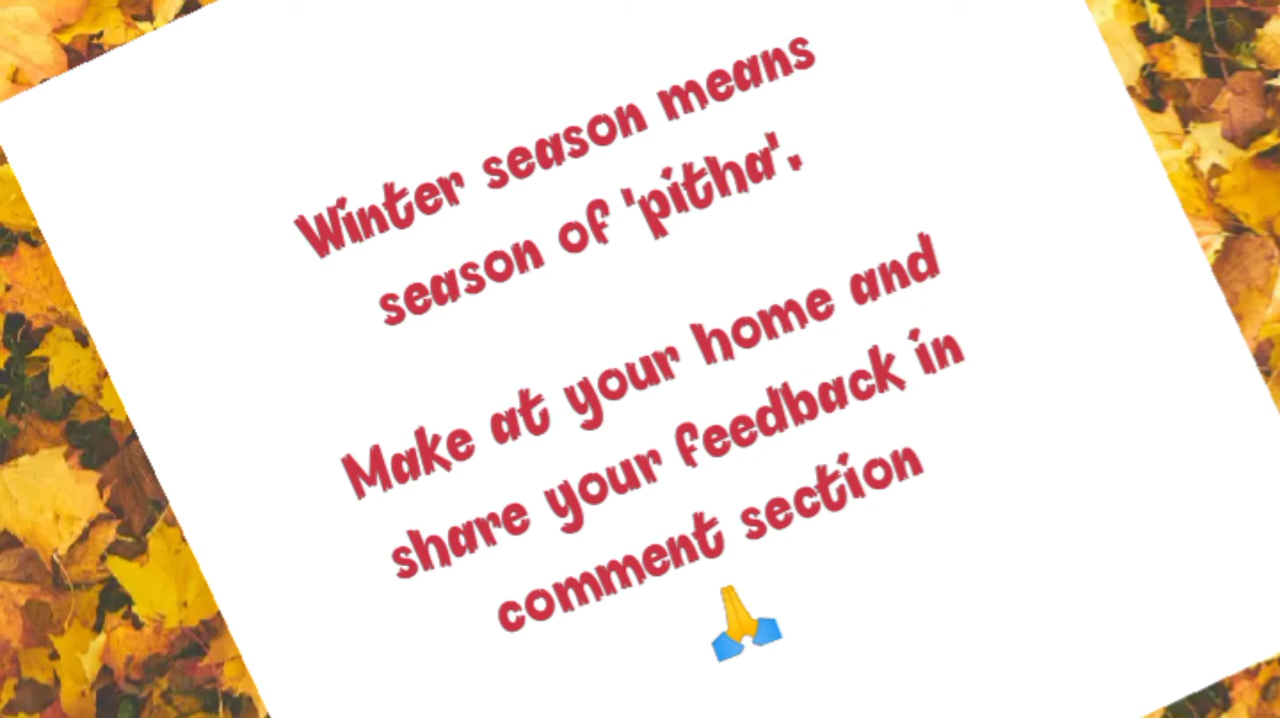 Winter season means
season of 'pitha'.
Make at your home and
share your feedback in
comment section
🙏